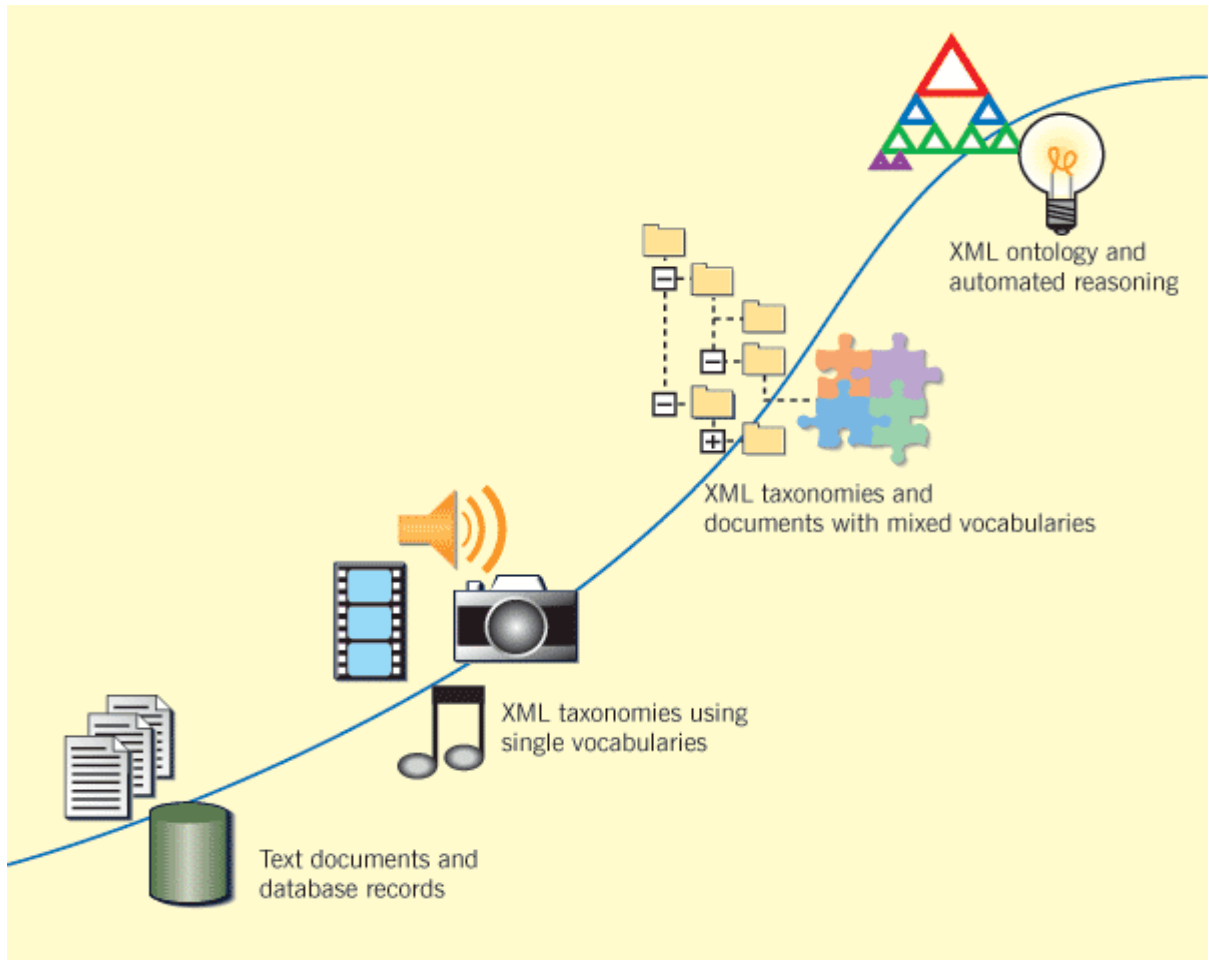 XML ontology and
automated reasoning
XML taxonomies and
documents with mixed vocabularies
XML taxonomies using
single vocabularies
Text documents and
database records